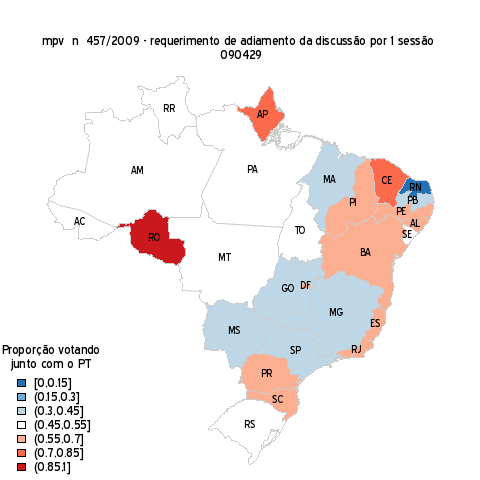 mpv n 457/2009 - requerimento de adiamento da discussão por 1 sessão
090429
RR
AP
AM
PA
MA
CE
RN
PB
PI
PE
AL
SE
AC
RO
TO
BA
MT
GO
DF
MG
ES
MS
SP
RJ
PR
SC
RS
Proporção votando
junto com o PT
[0,0.15]
(0.15,0.3]
(0.3,0.45]
(0.45,0.55]
(0.55,0.7]
(0.7,0.85]
(0.85,1]